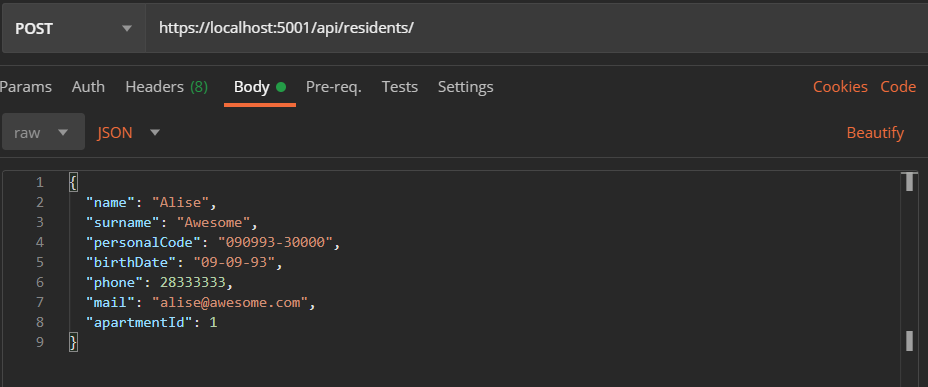 POST https://localhost:5001/api/residents/
Params Auth Headers (8) Body Pre-req. Tests Settings Cookies Code
raw JSON Beautify
1 {
2 "name": "Alise",
3 "surname": "Awesome",
4 "personalCode": "090993-30000",
5 "birthDate": "09-09-93",
6 "phone": 28333333,
7 "mail": "alise@awesome.com",
8 "apartmentId": 1
9 }